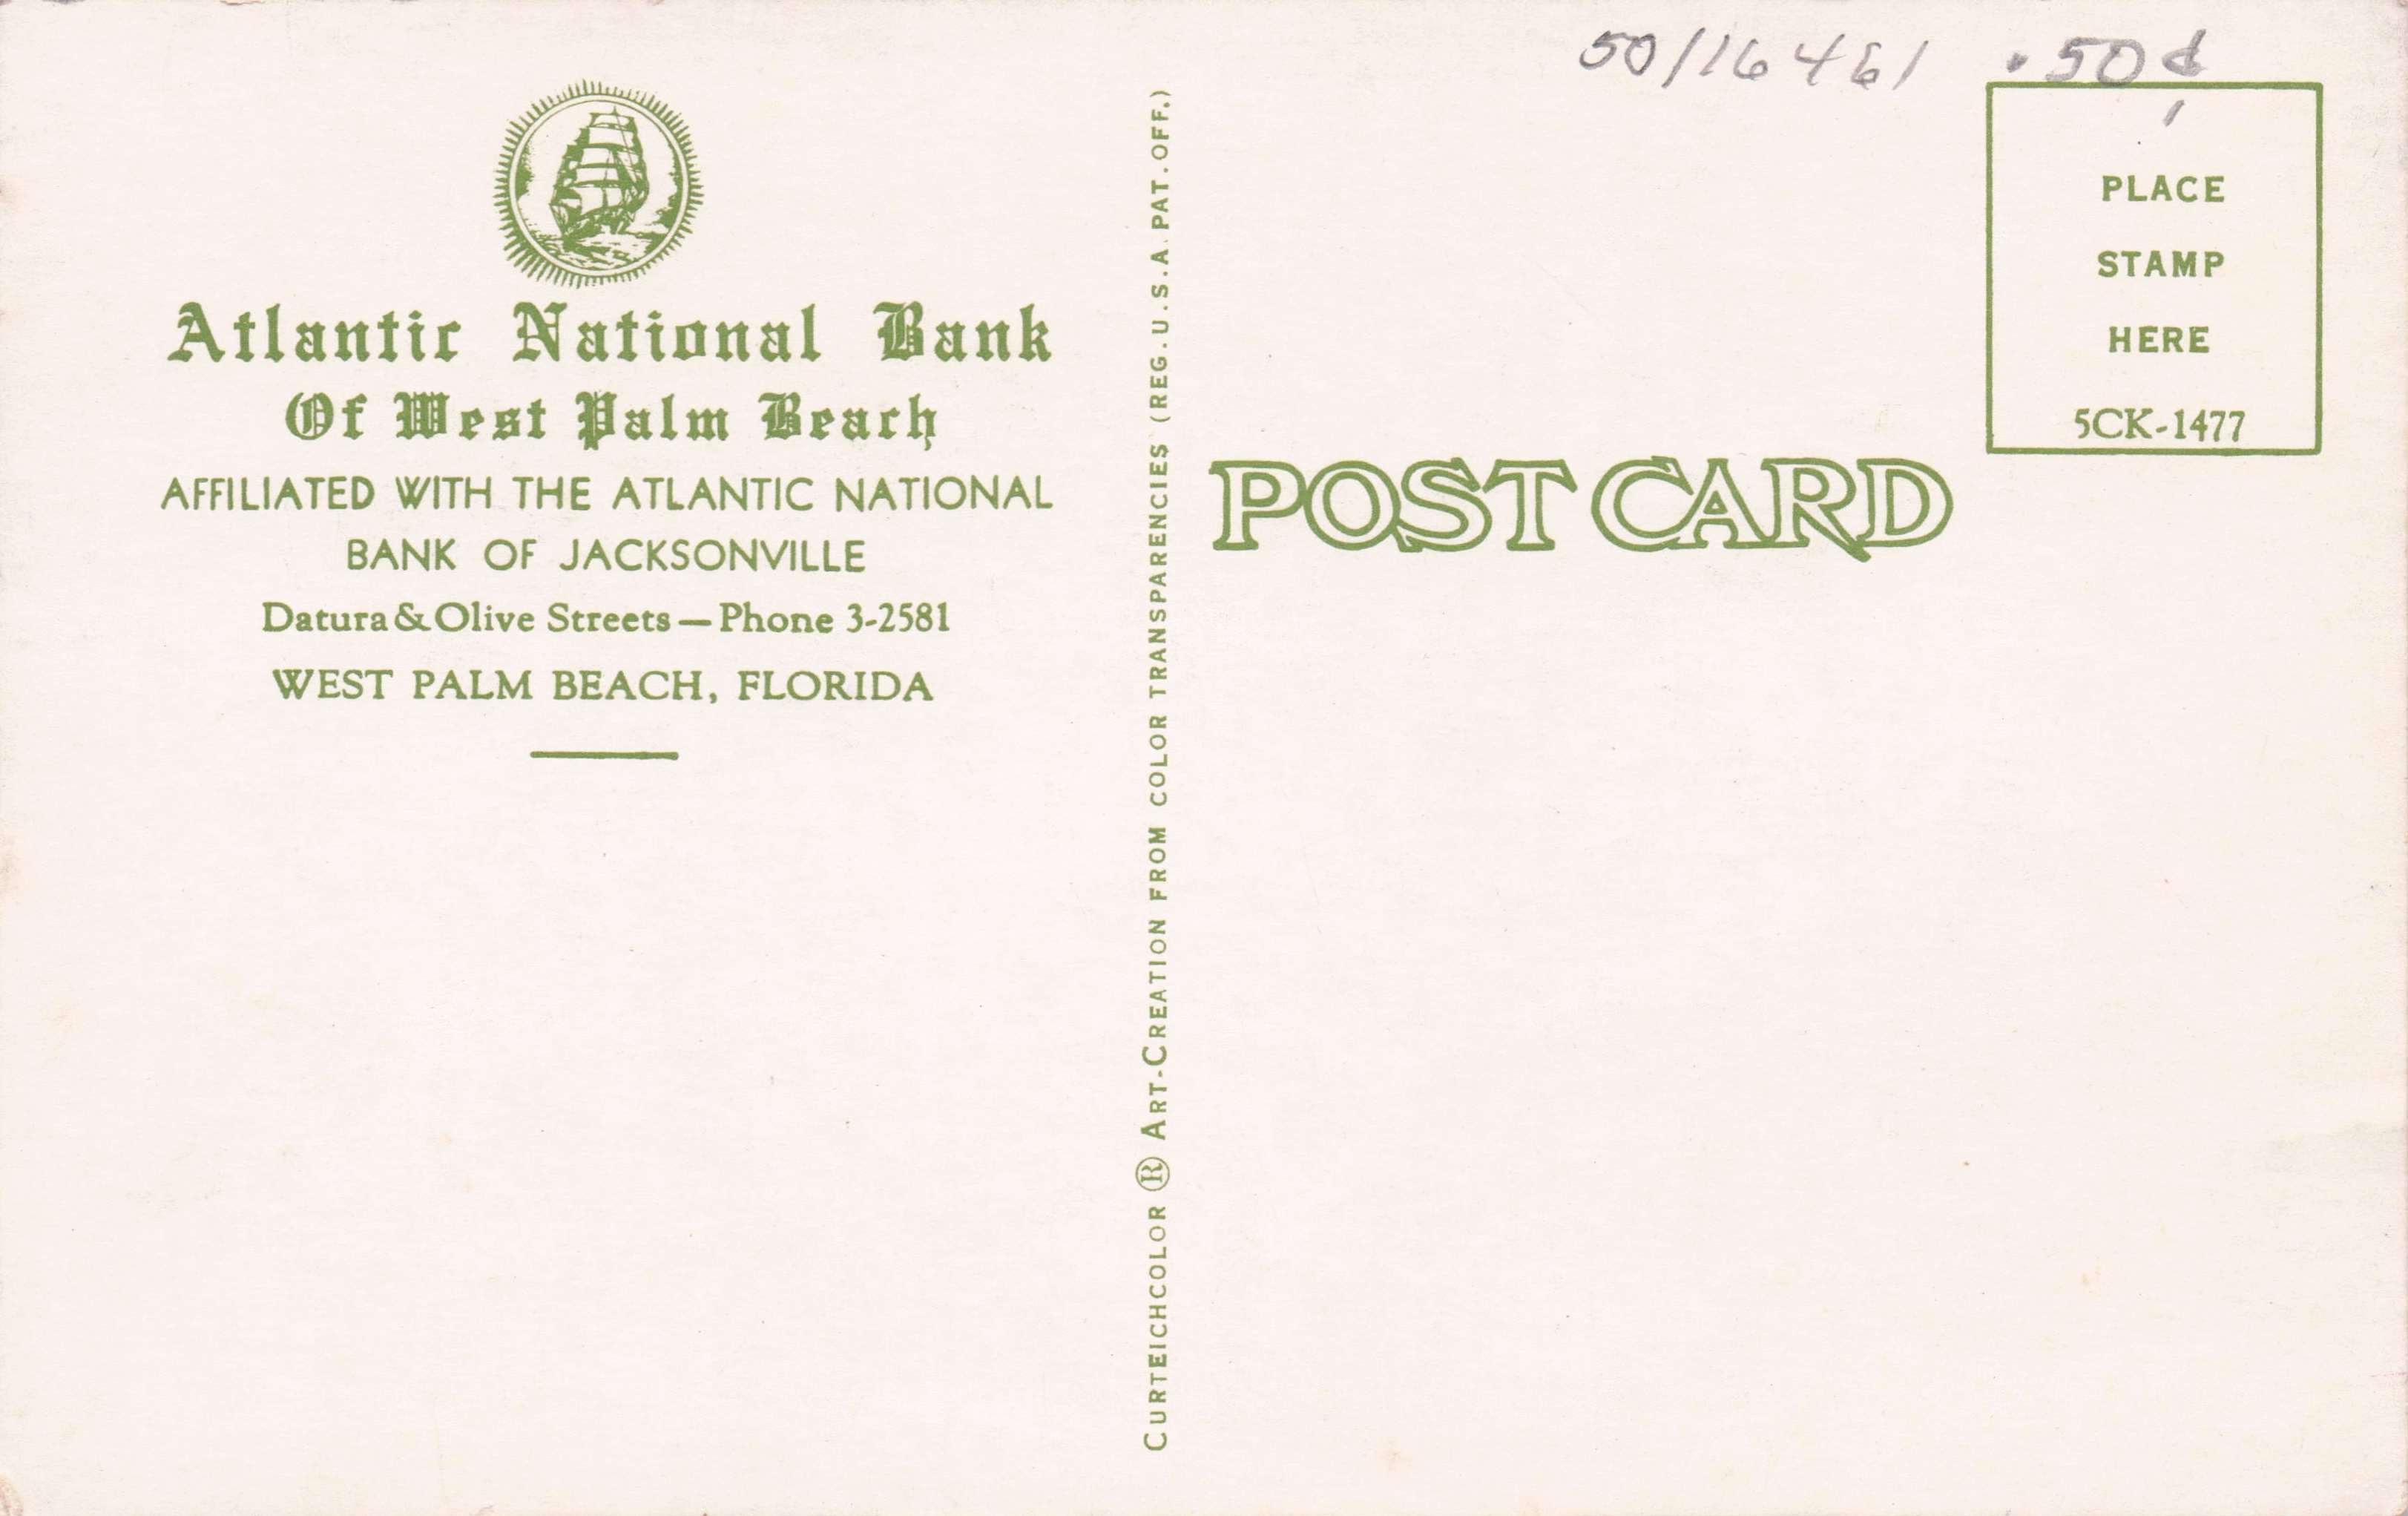 50/16461 .50¢
Atlantic National Bank
Of West Palm Beach
AFFILIATED WITH THE ATLANTIC NATIONAL
BANK OF JACKSONVILLE
Datura & Olive Streets — Phone 3-2581
WEST PALM BEACH, FLORIDA
CURTEICHCOLOR ® ART-CREATION FROM COLOR TRANSPARENCIES (REG. U.S.A. PAT. OFF.)
POST CARD
PLACE
STAMP
HERE
5CK-1477